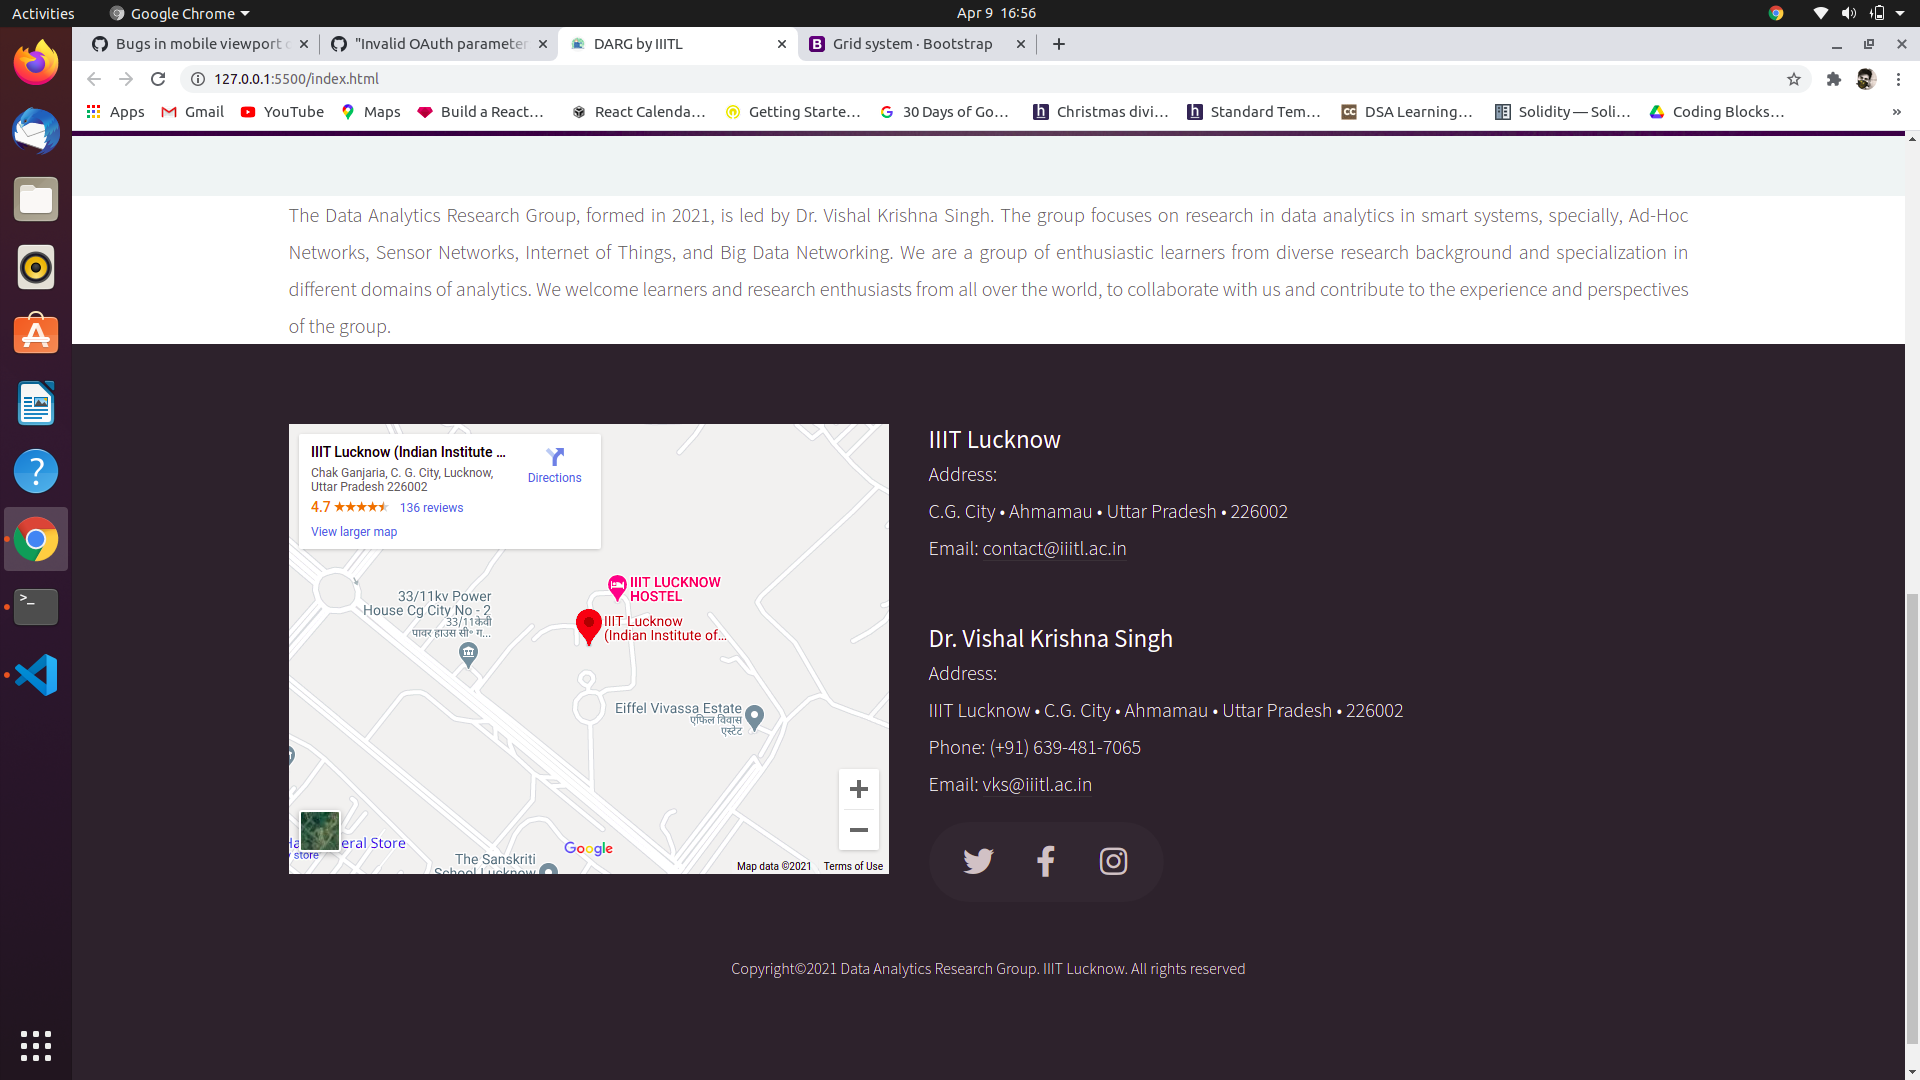 Activities
Google Chrome
Apr 9 16:56
Bugs in mobile viewport
"Invalid OAuth parameter
DARG by IIITL
Grid system · Bootstrap
127.0.0.1:5500/index.html
Apps
Gmail
YouTube
Maps
Build a React...
React Calenda...
Getting Starte...
30 Days of Go...
Christmas divi...
Standard Tem...
DSA Learning...
Solidity — Soli...
Coding Blocks...
»
The Data Analytics Research Group, formed in 2021, is led by Dr. Vishal Krishna Singh. The group focuses on research in data analytics in smart systems, specially, Ad-Hoc
Networks, Sensor Networks, Internet of Things, and Big Data Networking. We are a group of enthusiastic learners from diverse research background and specialization in
different domains of analytics. We welcome learners and research enthusiasts from all over the world, to collaborate with us and contribute to the experience and perspectives
of the group.
IIIT Lucknow (Indian Institute ...
Chak Ganjaria, C. G. City, Lucknow,
Uttar Pradesh 226002
4.7
136 reviews
View larger map
Directions
IIIT LUCKNOW
HOSTEL
33/11kv Power
House Cg City No - 2
33/11केवी
पावर हाउस सी० ग...
IIIT Lucknow
(Indian Institute of...
Eiffel Vivassa Estate
एफिल विवास
एस्टेट
eral Store
store
The Sanskriti
School Lucknow
Google
Map data ©2021
Terms of Use
IIIT Lucknow
Address:
C.G. City • Ahmamau • Uttar Pradesh • 226002
Email: contact@iiitl.ac.in
Dr. Vishal Krishna Singh
Address:
IIIT Lucknow • C.G. City • Ahmamau • Uttar Pradesh • 226002
Phone: (+91) 639-481-7065
Email: vks@iiitl.ac.in
Copyright©2021 Data Analytics Research Group. IIIT Lucknow. All rights reserved